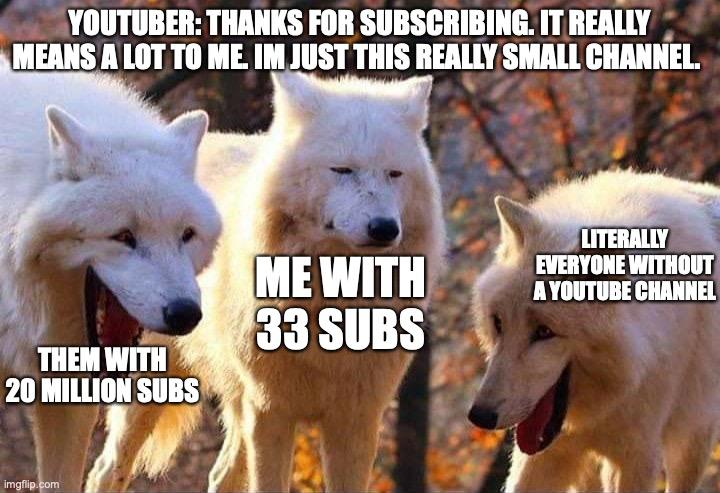 YOUTUBER: THANKS FOR SUBSCRIBING. IT REALLY
MEANS A LOT TO ME. IM JUST THIS REALLY SMALL CHANNEL.
LITERALLY
EVERYONE WITHOUT
A YOUTUBE CHANNEL
ME WITH
33 SUBS
THEM WITH
20 MILLION SUBS
imgflip.com